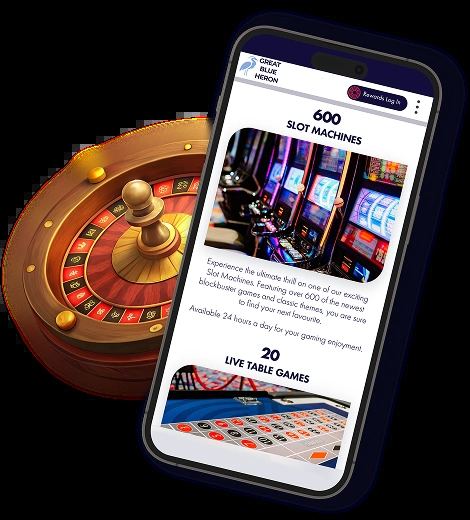 GREAT
BLUE
HERON
Rewards Log In
600
SLOT MACHINES
Experience the ultimate thrill on one of our exciting
Slot Machines. Featuring over 600 of the newest
blockbuster games and classic themes, you are sure
to find your next favourite.
Available 24 hours a day for your gaming enjoyment.
20
LIVE TABLE GAMES